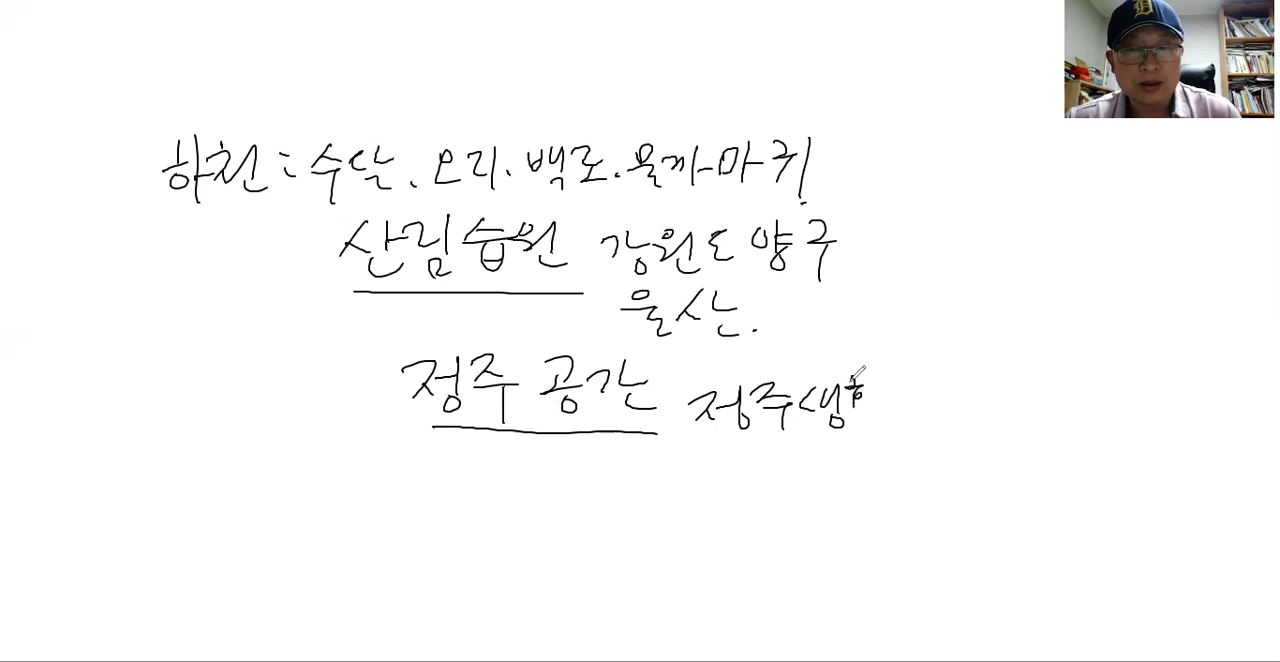 하천: 수달. 오리. 백로. 물까마귀.
산림습원 강원도 양구
울산.
정주 공간 정주생